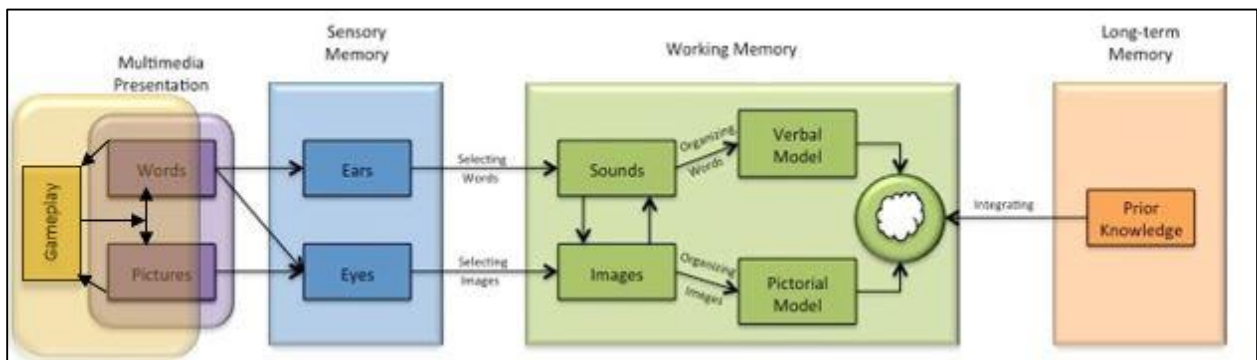 Multimedia
Presentation
Sensory
Memory
Working Memory
Long-term
Memory
Gameplay
Words
Pictures
Ears
Eyes
Selecting
Words
Selecting
Images
Sounds
Images
Organizing
Words
Organizing
Images
Verbal
Model
Pictorial
Model
Integrating
Prior
Knowledge